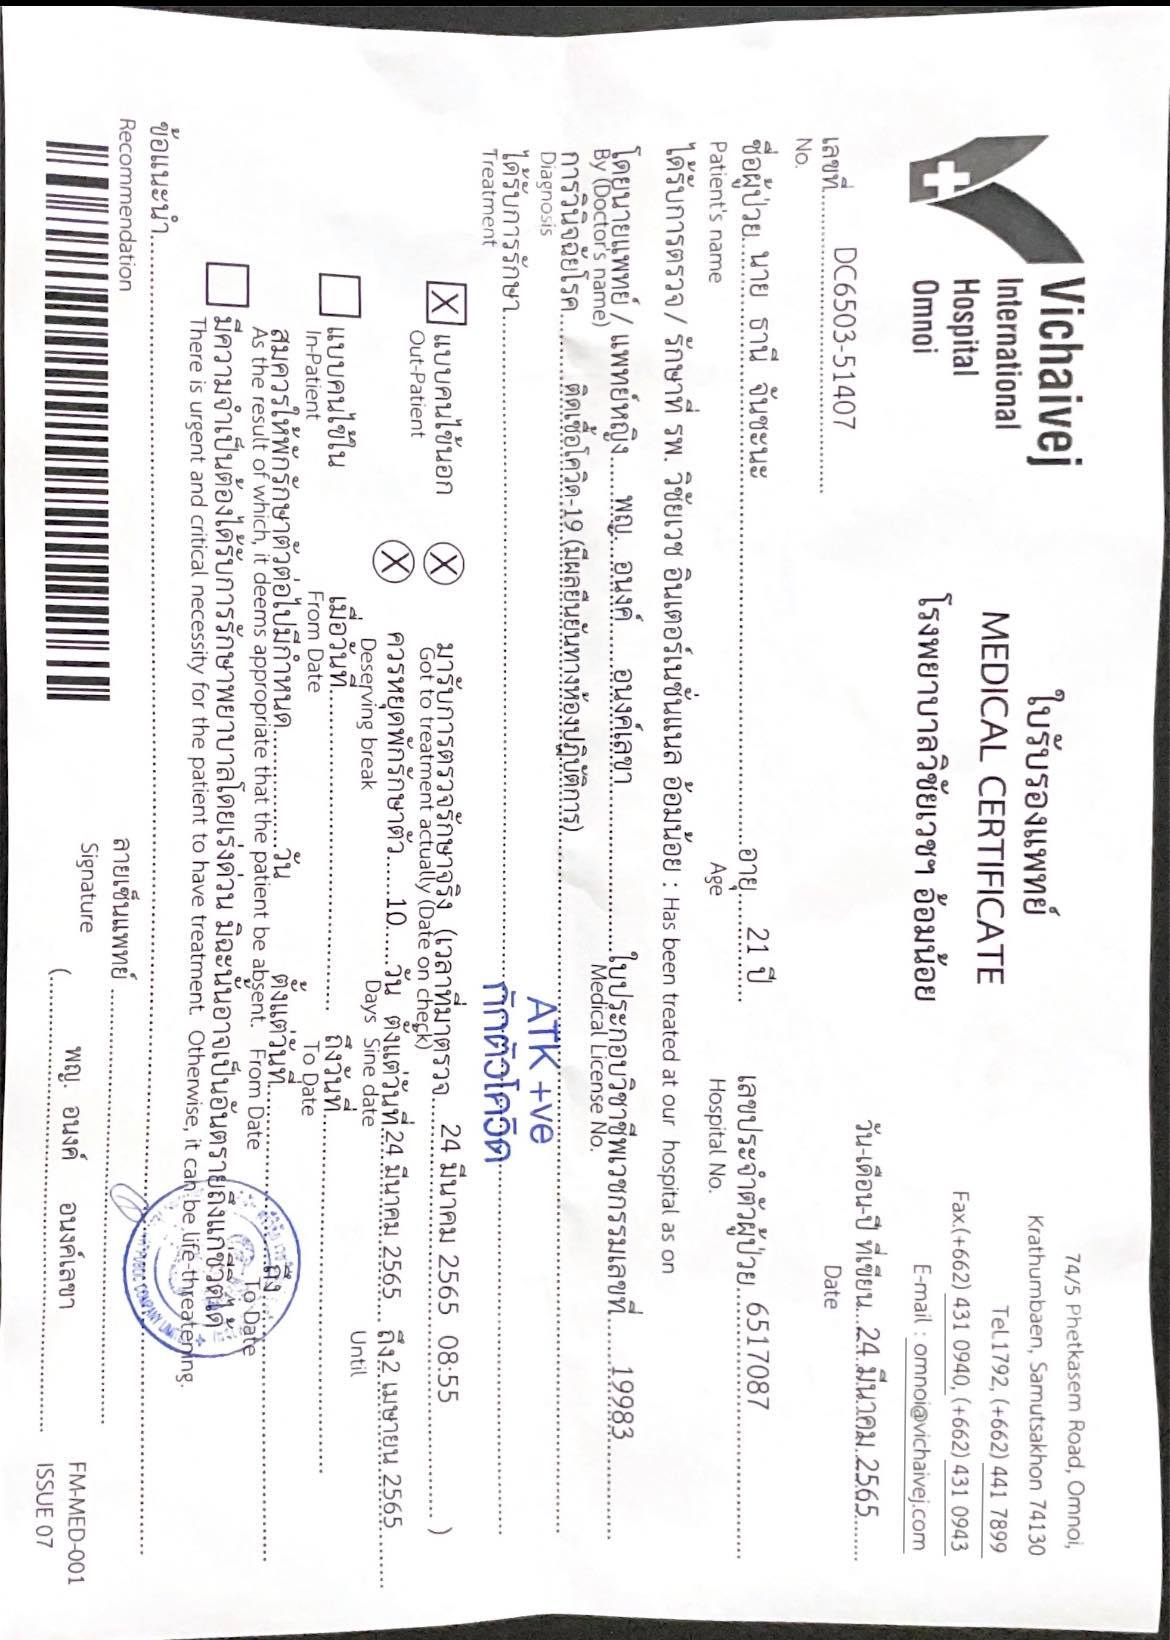 Vichaivej
International
Hospital
Omnoi
ใบรับรองแพทย์
MEDICAL CERTIFICATE
โรงพยาบาลวิชัยเวชฯ อ้อมน้อย
74/5 Phetkasem Road, Omnoi,
Krathumbaen, Samutsakhon 74130
Tel.1792, (+662) 441 7899
Fax.(+662) 431 0940, (+662) 431 0943
E-mail : omnoi@vichaivej.com
เลขที่ DC6503-51407
No.
วัน-เดือน-ปี ที่เขียน 24 มีนาคม 2565
Date
ชื่อผู้ป่วย นาย ธานี จันชะนะ อายุ 21 ปี เลขประจำตัวผู้ป่วย 6517087
Patient's name Age Hospital No.
ได้รับการตรวจ / รักษาที่ รพ. วิชัยเวช อินเตอร์เนชั่นแนล อ้อมน้อย : Has been treated at our hospital as on
โดยนายแพทย์ / แพทย์หญิง พญ. อนงค์ อนงค์เลขา ใบประกอบวิชาชีพเวชกรรมเลขที่ 19983
By (Doctor's name) Medical License No.
การวินิจฉัยโรค ติดเชื้อโควิด-19 (มีผลยืนยันทางห้องปฏิบัติการ)
Diagnosis
ATK +ve
ได้รับการรักษา กักตัวโควิด
Treatment
X แบบคนไข้นอก X มารับการตรวจรักษาจริง (เวลาที่มาตรวจ 24 มีนาคม 2565 08:55 )
Out-Patient Got to treatment actually (Date on check)
X ควรหยุดพักรักษาตัว 10 วัน ตั้งแต่วันที่ 24 มีนาคม 2565 ถึง 2 เมษายน 2565
Deserving break Days Sine date Until
แบบคนไข้ใน เมื่อวันที่ ถึงวันที่
In-Patient From Date To Date
สมควรให้พักรักษาตัวต่อไปมีกำหนด วัน ตั้งแต่วันที่ ถึง
As the result of which, it deems appropriate that the patient be absent. From Date To Date
มีความจำเป็นต้องได้รับการรักษาพยาบาลโดยเร่งด่วน มิฉะนั้นอาจเป็นอันตรายถึงแก่ชีวิตได้
There is urgent and critical necessity for the patient to have treatment. Otherwise, it can be life-threatening.
ข้อแนะนำ
Recommendation
ลายเซ็นแพทย์
Signature
( พญ. อนงค์ อนงค์เลขา
PUBLIC COMPANY LIMITED
FM-MED-001
ISSUE 07